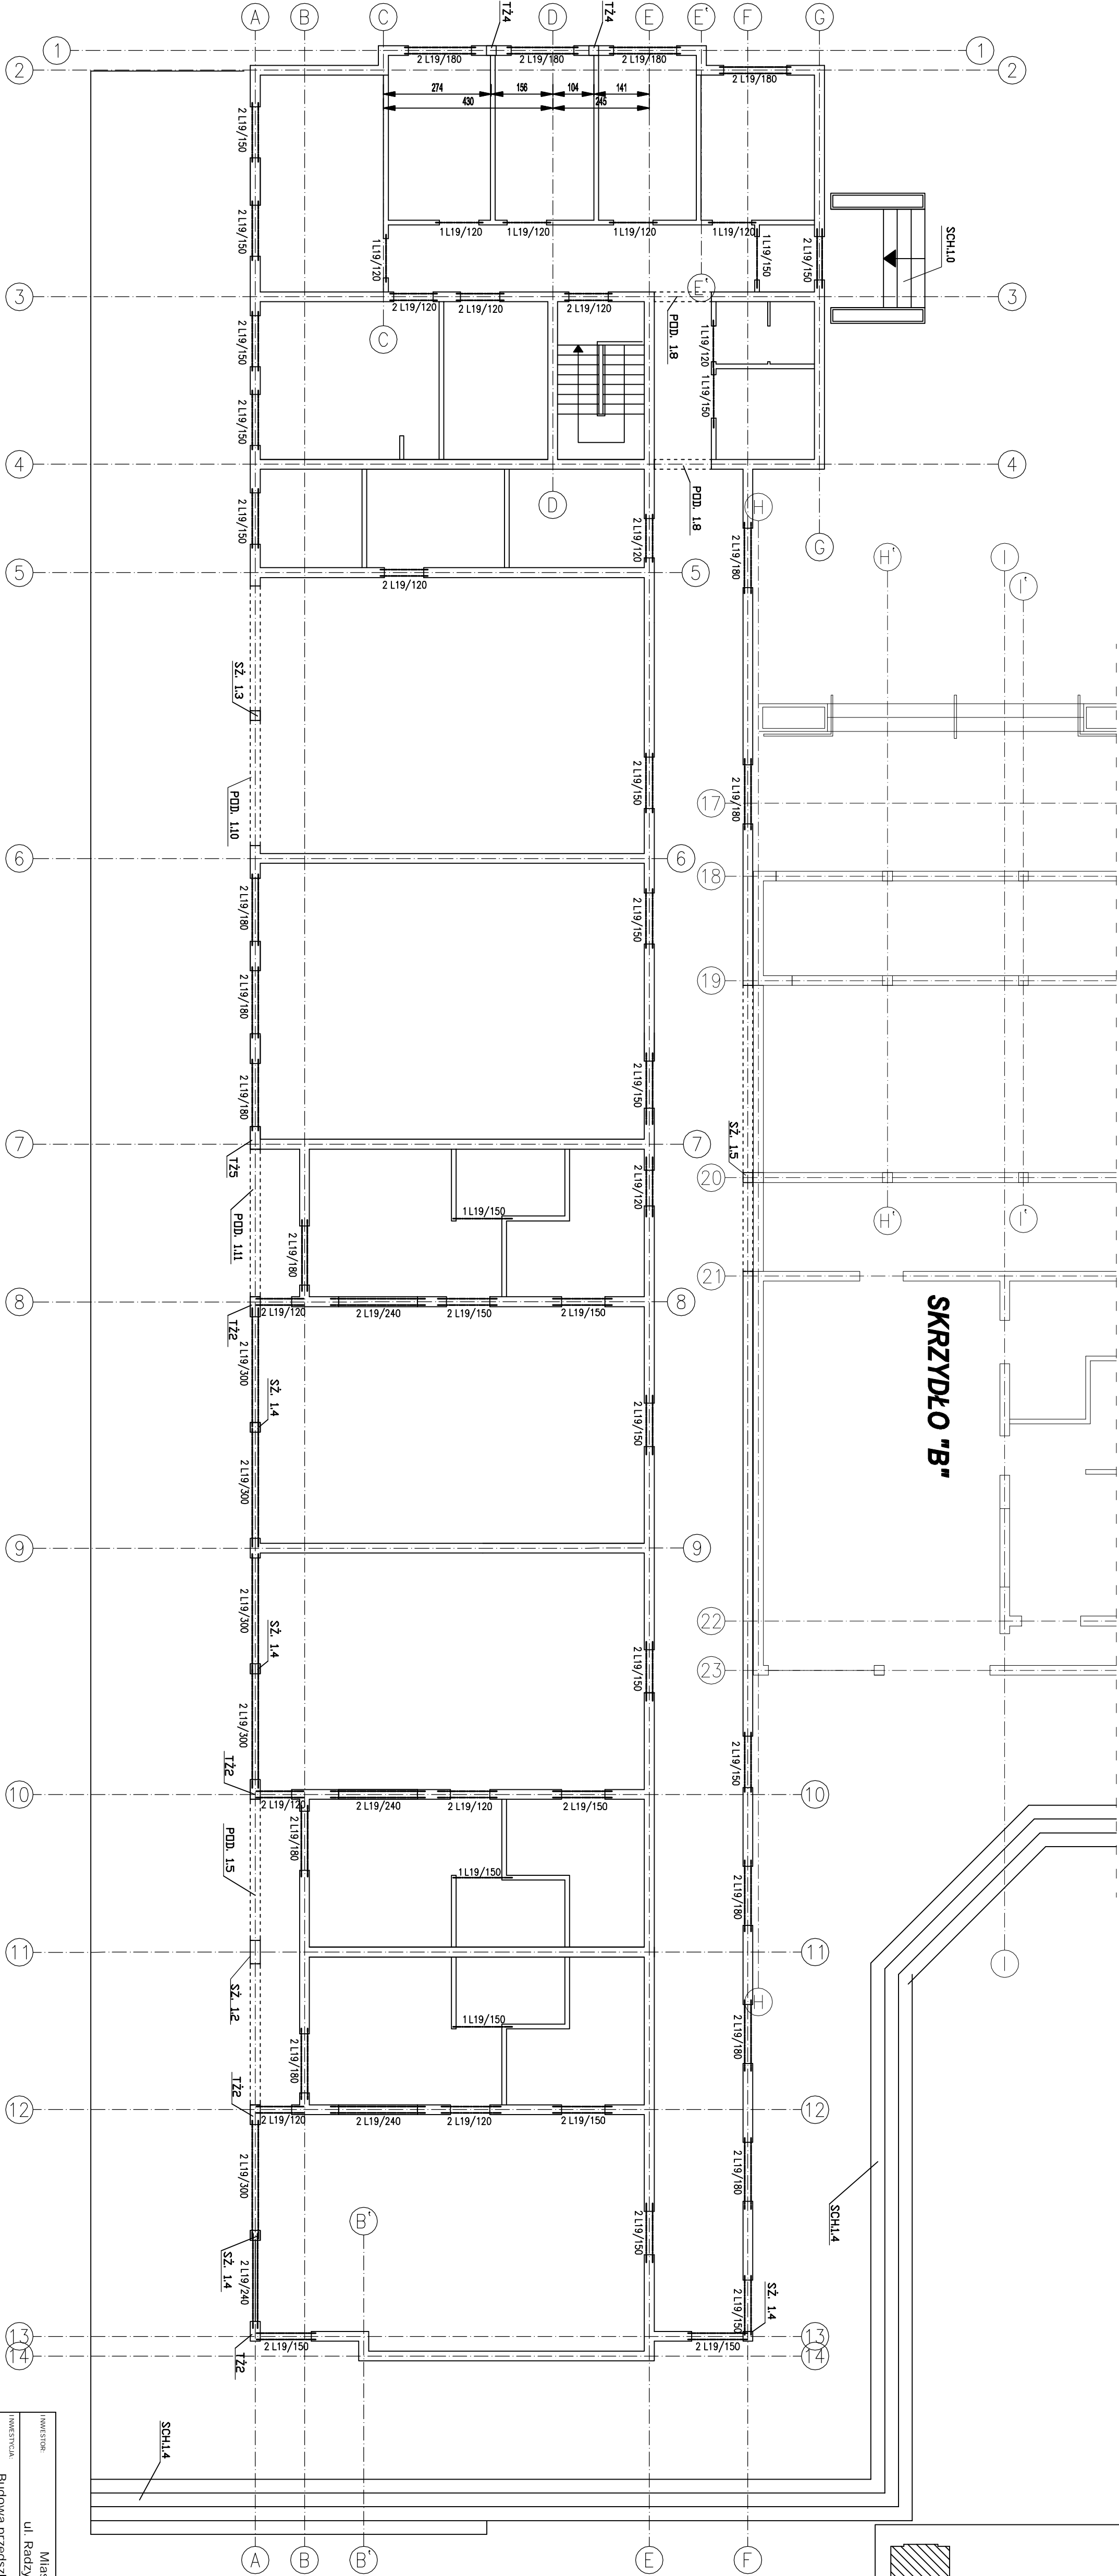 A
B
C
D
E
E'
F
G
TŻ4
TŻ4
1
1
2
2
2 L19/180
2 L19/180
2 L19/180
2 L19/180
274
156
104
141
430
245
2 L19/150
2 L19/150
1 L19/120
1 L19/120
1 L19/120
1 L19/120
1 L19/120
1 L19/150
2 L19/150
SCH.1.0
3
3
E'
2 L19/120
2 L19/120
2 L19/120
POD. 1.8
C
2 L19/150
2 L19/150
1 L19/120
1 L19/150
4
4
POD. 1.8
D
H
G
2 L19/150
2 L19/120
2 L19/180
H'
I
I'
5
5
2 L19/120
SŻ. 1.3
POD. 1.10
2 L19/150
2 L19/180
17
6
6
18
2 L19/180
2 L19/150
19
2 L19/180
2 L19/180
2 L19/150
SŻ. 1.5
7
7
TŻ5
20
2 L19/120
POD. 1.11
1 L19/150
H'
I'
2 L19/180
21
8
8
2 L19/120
2 L19/240
2 L19/150
2 L19/150
TŻ2
SKRZYDŁO "B"
2 L19/300
SŻ. 1.4
2 L19/150
2 L19/300
9
9
2 L19/300
SŻ. 1.4
22
2 L19/150
23
2 L19/300
TŻ2
2 L19/150
10
10
2 L19/120
2 L19/240
2 L19/120
2 L19/150
2 L19/180
POD. 1.5
1 L19/150
2 L19/180
11
11
I
SŻ. 1.2
H
1 L19/150
2 L19/180
2 L19/180
TŻ2
12
12
2 L19/120
2 L19/240
2 L19/120
2 L19/150
2 L19/300
2 L19/180
SCH.1.4
B'
2 L19/150
SŻ. 1.4
2 L19/240
2 L19/150
SŻ. 1.4
13
13
14
14
TŻ2
2 L19/150
2 L19/150
SCH.1.4
INWESTOR:
ul. Radzy
INWESTYCJA:
A
B
B'
E
F